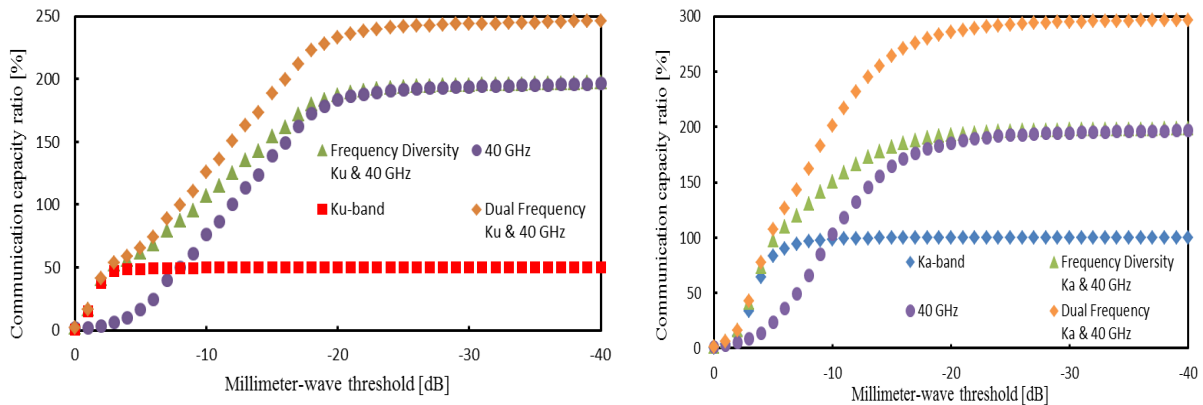 Communication capacity ratio [%]
250
200
150
100
50
0
Frequency Diversity
Ku & 40 GHz
40 GHz
Ku-band
Dual Frequency
Ku & 40 GHz
0
-10
-20
-30
-40
Millimeter-wave threshold [dB]
Communication capacity ratio [%]
300
250
200
150
100
50
0
Ka-band
Frequency Diversity
Ka & 40 GHz
40 GHz
Dual Frequency
Ka & 40 GHz
0
-10
-20
-30
-40
Millimeter-wave threshold [dB]